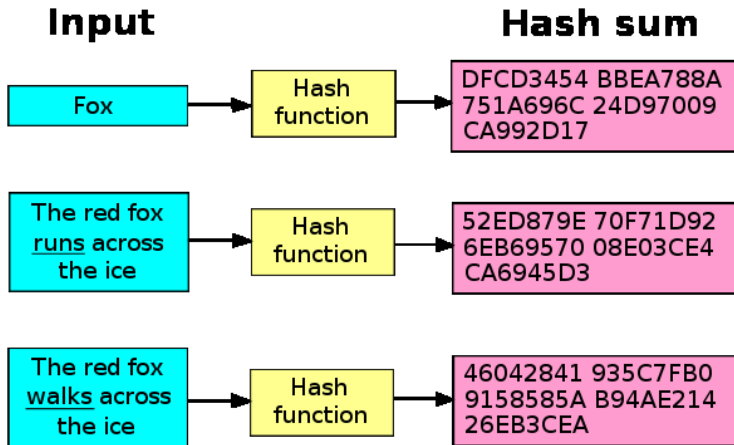 Input
Hash sum
Fox
Hash
function
DFCD3454 BBEA788A
751A696C 24D97009
CA992D17
The red fox
runs across
the ice
Hash
function
52ED879E 70F71D92
6EB69570 08E03CE4
CA6945D3
The red fox
walks across
the ice
Hash
function
46042841 935C7FB0
9158585A B94AE214
26EB3CEA